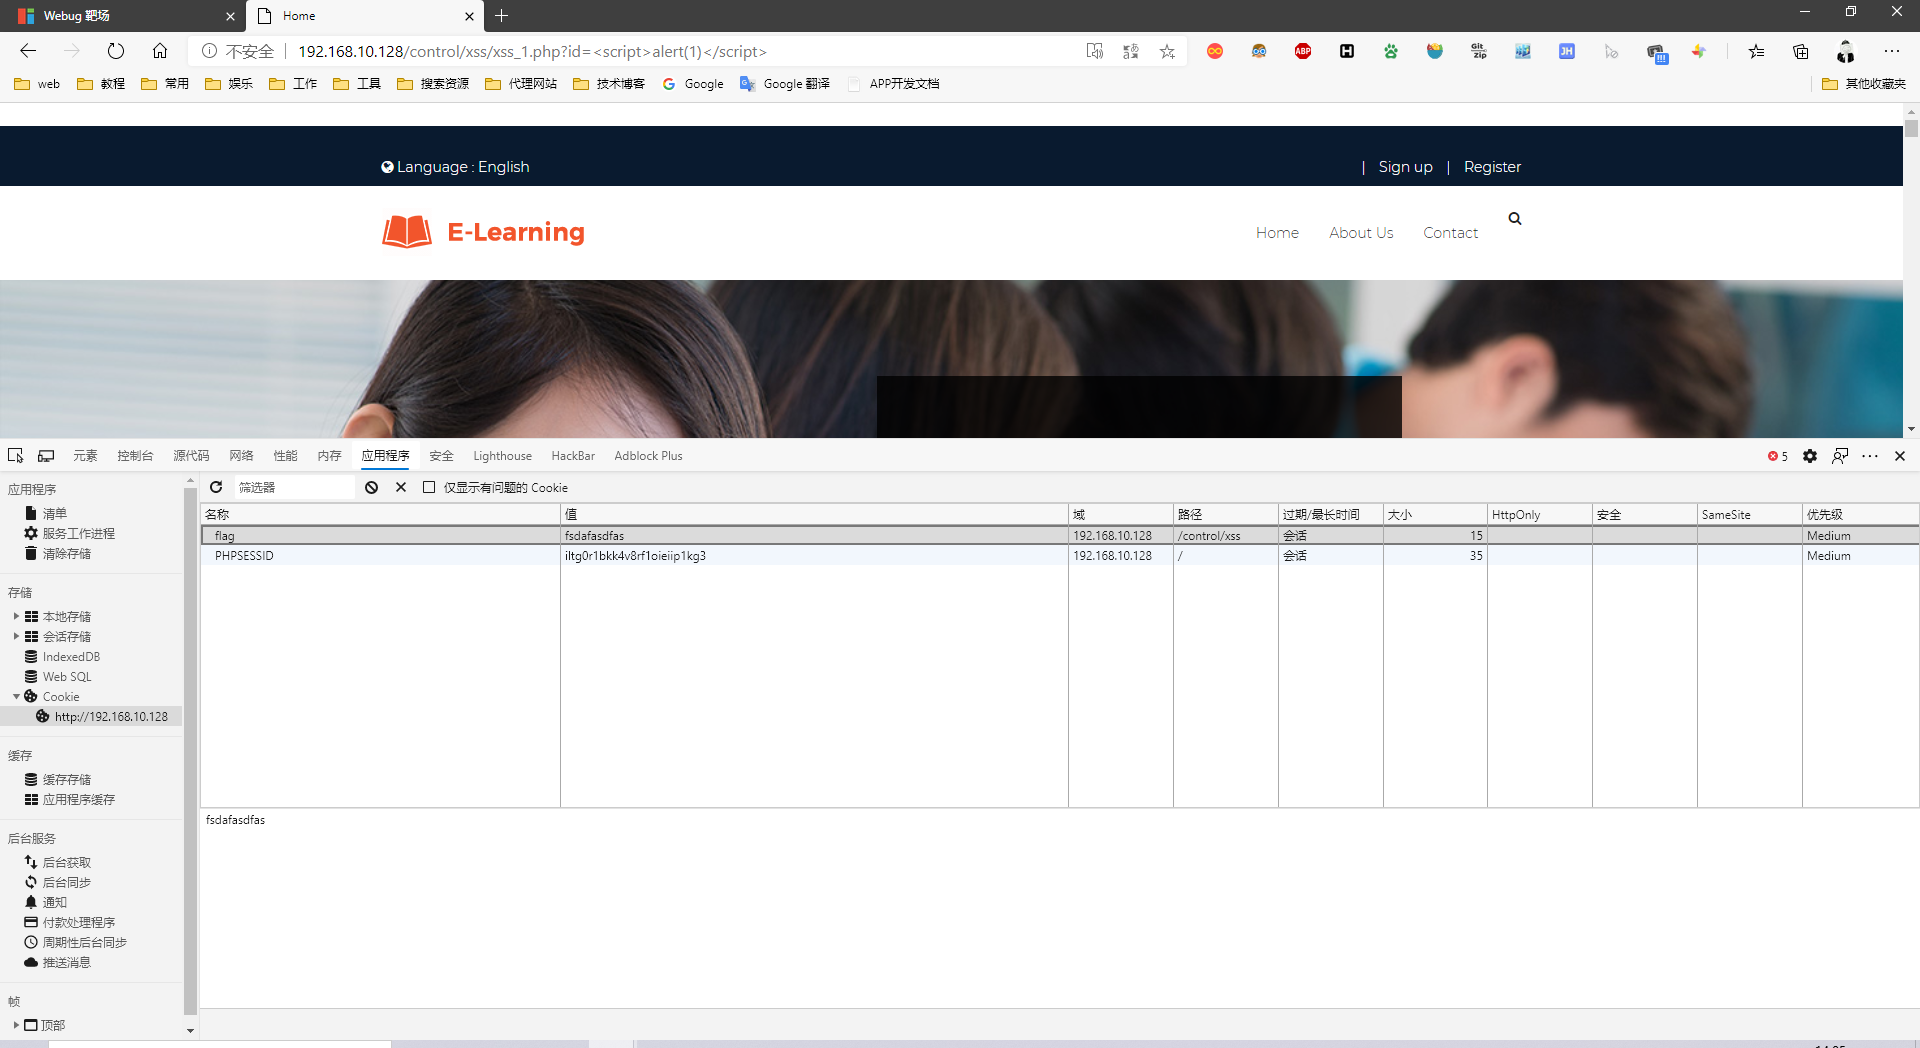 Webug 靶场
Home
不安全 192.168.10.128/control/xss/xss_1.php?id=<script>alert(1)</script>
ABP
H
Git zip
JH
web 教程 常用 娱乐 工作 工具 搜索资源 代理网站 技术博客 Google Google 翻译 APP开发文档 其他收藏夹
Language : English | Sign up | Register
E-Learning Home About Us Contact
元素 控制台 源代码 网络 性能 内存 应用程序 安全 Lighthouse HackBar Adblock Plus 5
应用程序
清单
服务工作进程
清除存储
存储
本地存储
会话存储
IndexedDB
Web SQL
Cookie
http://192.168.10.128
缓存
缓存存储
应用程序缓存
后台服务
后台获取
后台同步
通知
付款处理程序
周期性后台同步
推送消息
帧
顶部
筛选器 仅显示有问题的 Cookie
名称 值 域 路径 过期/最长时间 大小 HttpOnly 安全 SameSite 优先级
flag fsdafasdfas 192.168.10.128 /control/xss 会话 15 Medium
PHPSESSID iltg0r1bkk4v8rf1oieiip1kg3 192.168.10.128 / 会话 35 Medium
fsdafasdfas